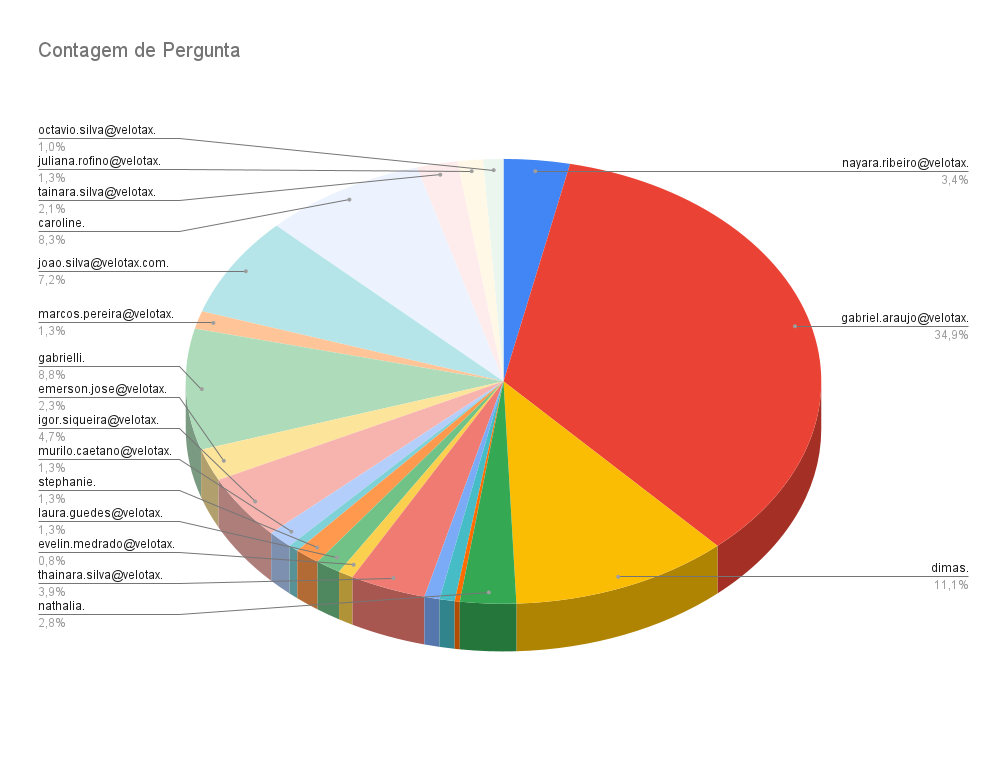 Contagem de Pergunta
octavio.silva@velotax.
1,0%
juliana.rofino@velotax.
1,3%
tainara.silva@velotax.
2,1%
caroline.
8,3%
joao.silva@velotax.com.
7,2%
marcos.pereira@velotax.
1,3%
gabrielli.
8,8%
emerson.jose@velotax.
2,3%
igor.siqueira@velotax.
4,7%
murilo.caetano@velotax.
1,3%
stephanie.
1,3%
laura.guedes@velotax.
1,3%
evelin.medrado@velotax.
0,8%
thainara.silva@velotax.
3,9%
nathalia.
2,8%
nayara.ribeiro@velotax.
3,4%
gabriel.araujo@velotax.
34,9%
dimas.
11,1%